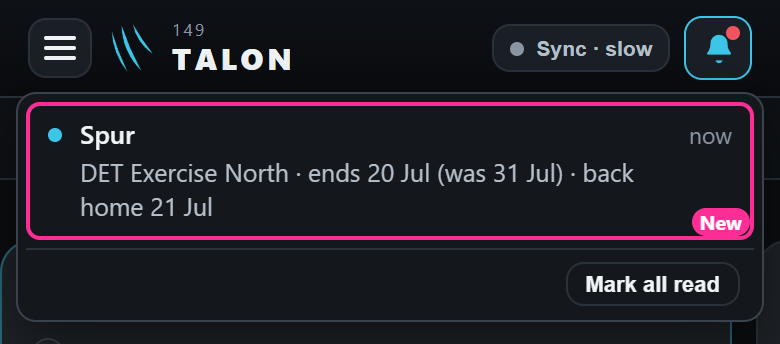 149
TALON
Sync · slow
Spur
now
DET Exercise North · ends 20 Jul (was 31 Jul) · back
home 21 Jul
New
Mark all read